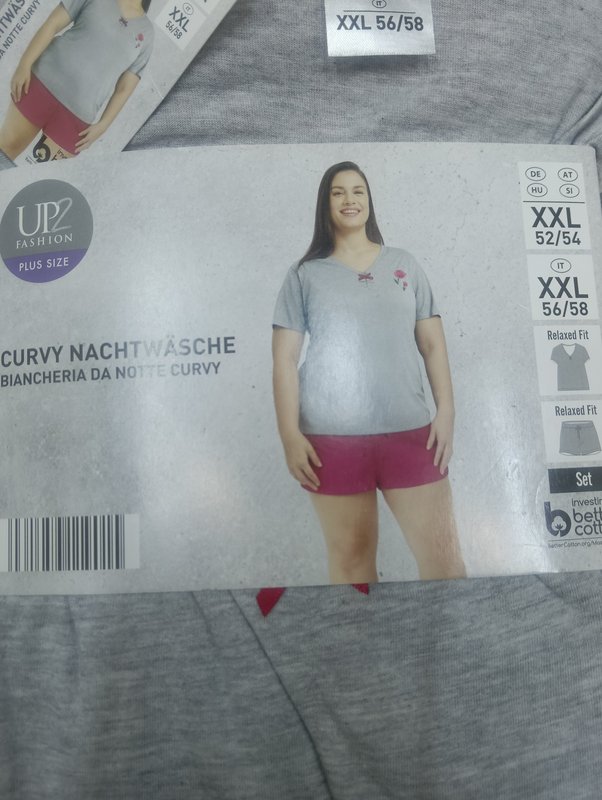 XXL
56/58
IT
XXL 56/58
UP2
FASHION
PLUS SIZE
CURVY NACHTWÄSCHE
BIANCHERIA DA NOTTE CURVY
DE AT
HU SI
XXL
52/54
IT
XXL
56/58
Relaxed Fit
Relaxed Fit
Set